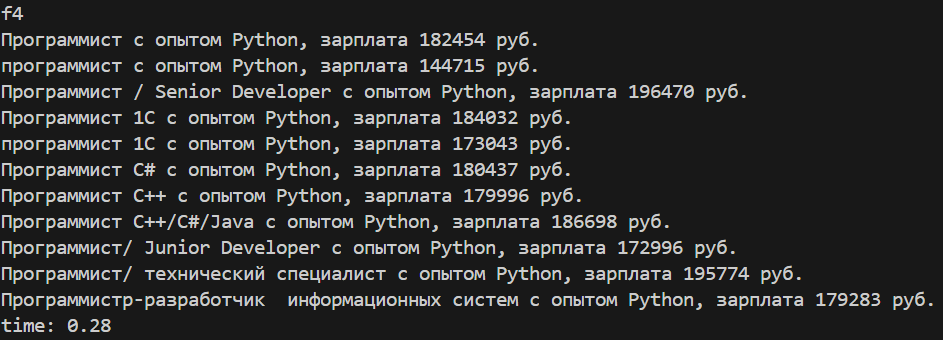 f4
Программист с опытом Python, зарплата 182454 руб.
программист с опытом Python, зарплата 144715 руб.
Программист / Senior Developer с опытом Python, зарплата 196470 руб.
Программист 1C с опытом Python, зарплата 184032 руб.
программист 1С с опытом Python, зарплата 173043 руб.
Программист C# с опытом Python, зарплата 180437 руб.
Программист C++ с опытом Python, зарплата 179996 руб.
Программист C++/C#/Java с опытом Python, зарплата 186698 руб.
Программист/ Junior Developer с опытом Python, зарплата 172996 руб.
Программист/ технический специалист с опытом Python, зарплата 195774 руб.
Программистр-разработчик  информационных систем с опытом Python, зарплата 179283 руб.
time: 0.28